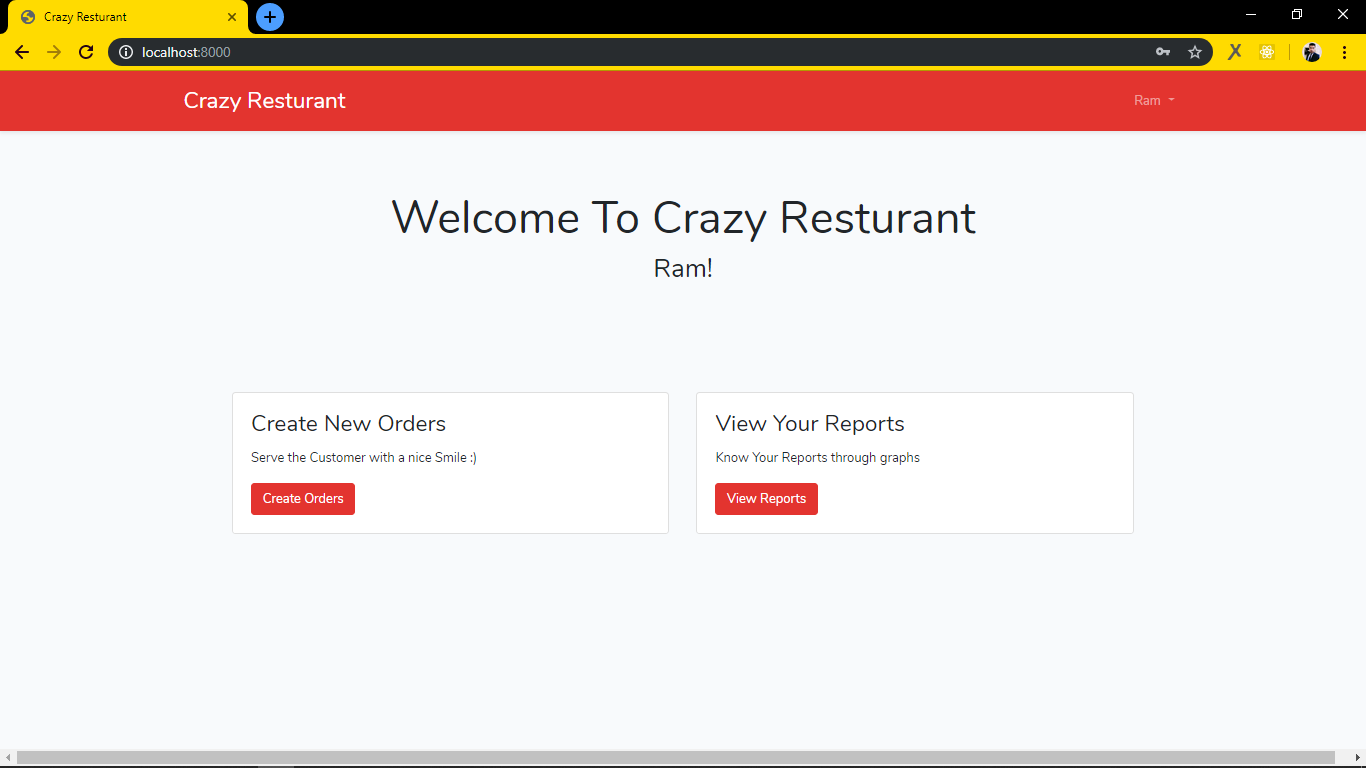 Crazy Resturant
localhost:8000
Crazy Resturant
Ram
Welcome To Crazy Resturant
Ram!
Create New Orders
Serve the Customer with a nice Smile :)
Create Orders
View Your Reports
Know Your Reports through graphs
View Reports